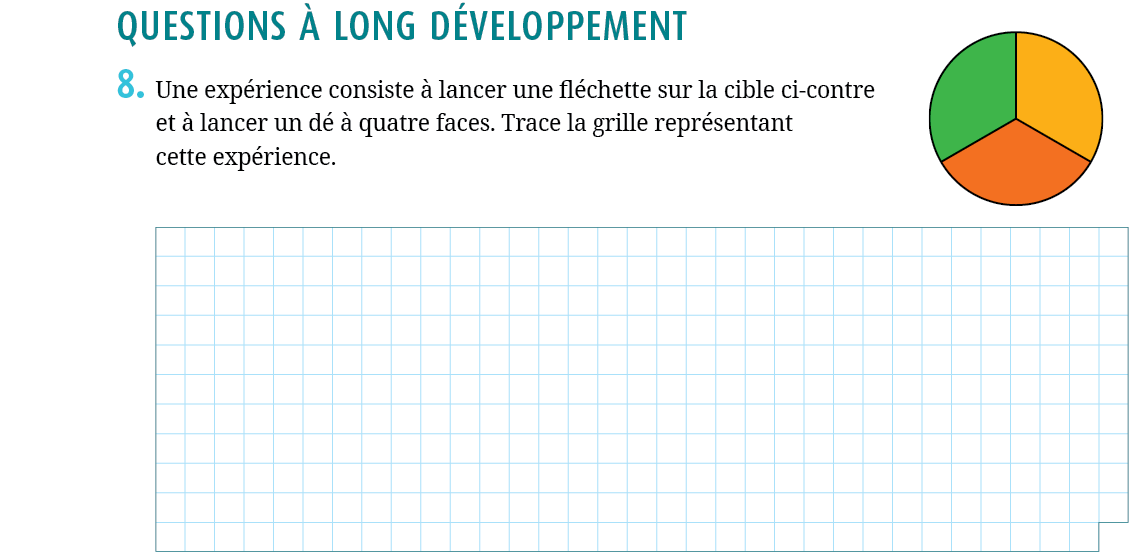 QUESTIONS À LONG DÉVELOPPEMENT
8. Une expérience consiste à lancer une fléchette sur la cible ci-contre
et à lancer un dé à quatre faces. Trace la grille représentant
cette expérience.